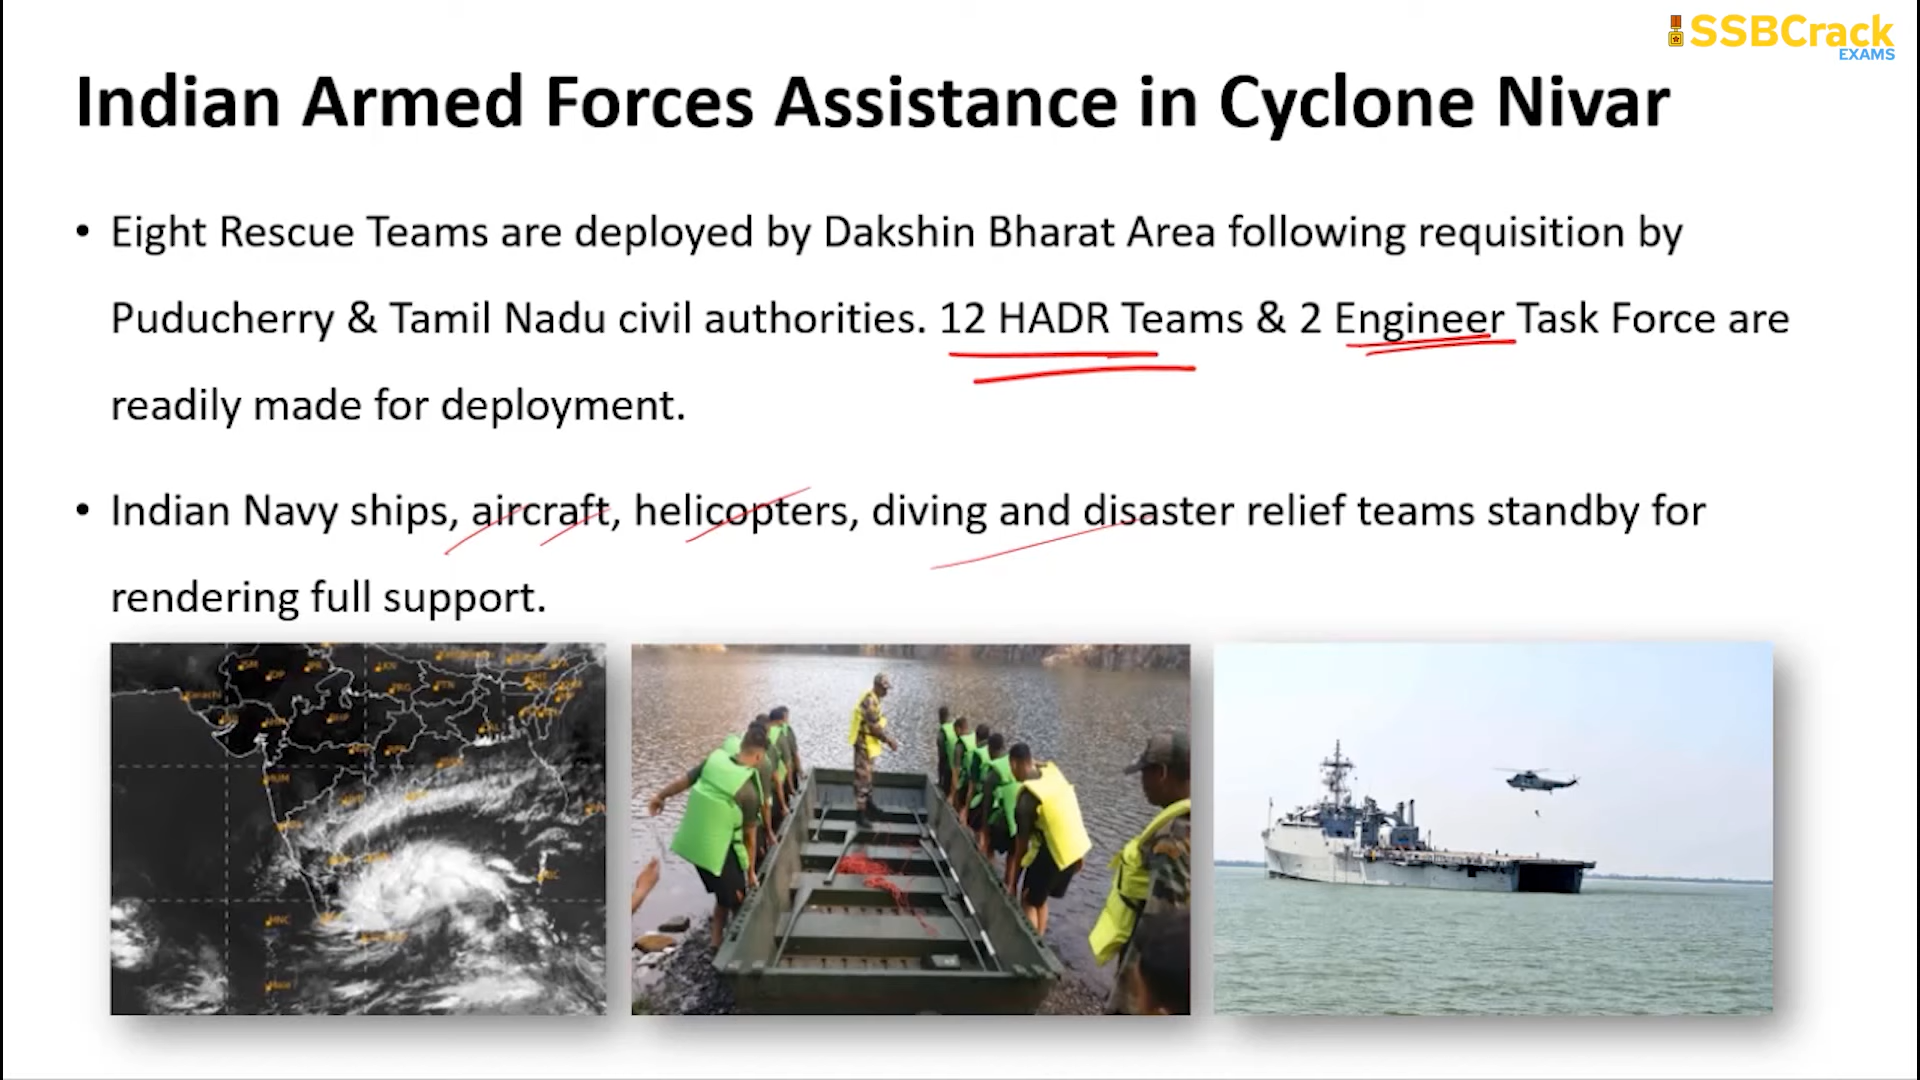 SSBCrack
EXAMS
Indian Armed Forces Assistance in Cyclone Nivar
• Eight Rescue Teams are deployed by Dakshin Bharat Area following requisition by
Puducherry & Tamil Nadu civil authorities. 12 HADR Teams & 2 Engineer Task Force are
readily made for deployment.
• Indian Navy ships, aircraft, helicopters, diving and disaster relief teams standby for
rendering full support.